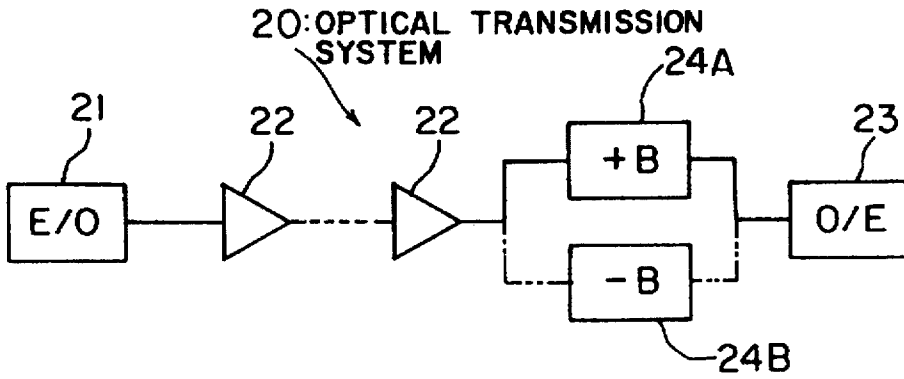 20:OPTICAL TRANSMISSION
SYSTEM
24A
21
22
22
23
+B
E/O
O/E
-B
24B